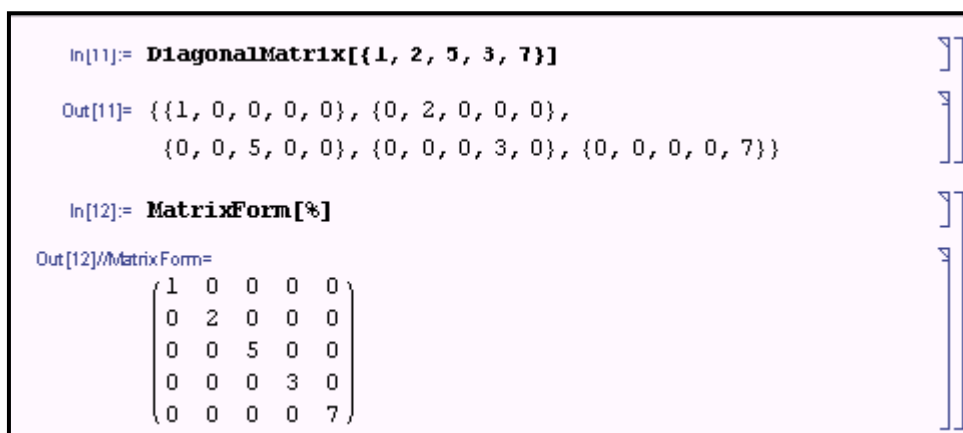 In[11]:= DiagonalMatrix[{1, 2, 5, 3, 7}]
Out[11]= {{1, 0, 0, 0, 0}, {0, 2, 0, 0, 0},
{0, 0, 5, 0, 0}, {0, 0, 0, 3, 0}, {0, 0, 0, 0, 7}}
In[12]:= MatrixForm[%]
Out[12]//MatrixForm=
1 0 0 0 0
0 2 0 0 0
0 0 5 0 0
0 0 0 3 0
0 0 0 0 7